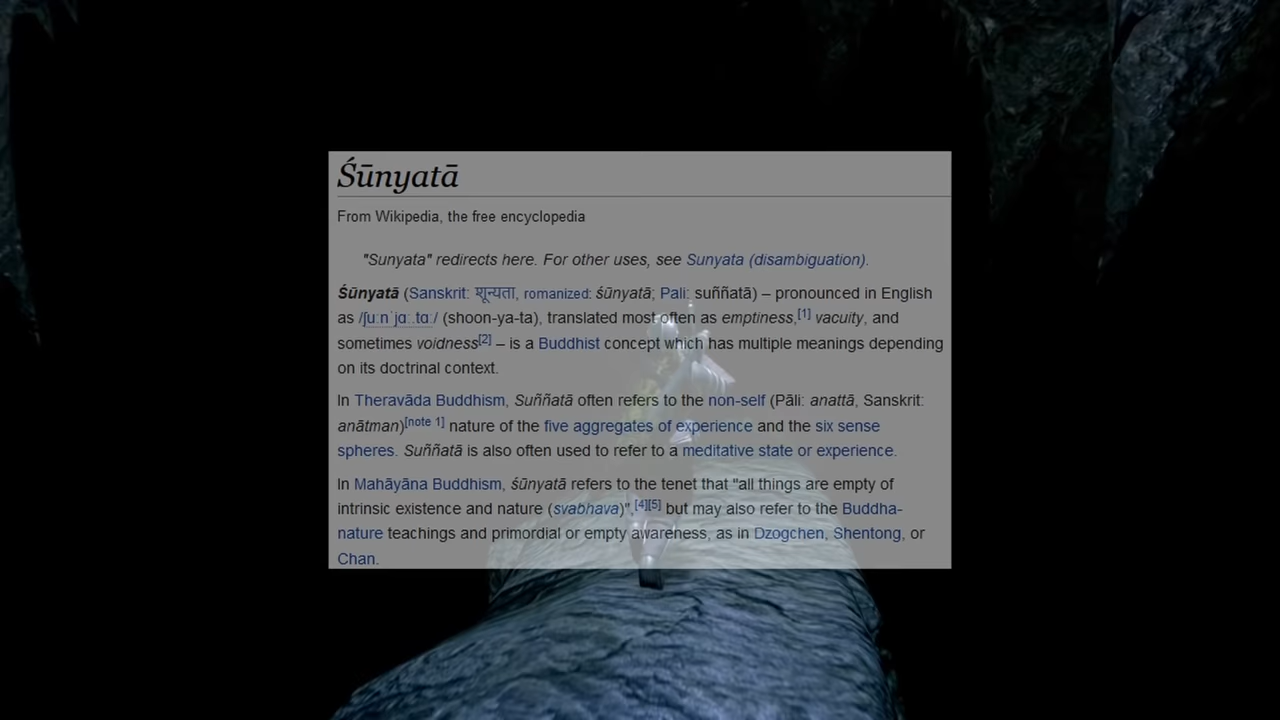 Śūnyatā
From Wikipedia, the free encyclopedia
"Sunyata" redirects here. For other uses, see Sunyata (disambiguation).
Śūnyatā (Sanskrit: शून्यता, romanized: śūnyatā; Pali: suññatā) – pronounced in English
as /ʃuːnˈjɑː.tɑː/ (shoon-ya-ta), translated most often as emptiness,[1] vacuity, and
sometimes voidness[2] – is a Buddhist concept which has multiple meanings depending
on its doctrinal context.
In Theravāda Buddhism, Suññatā often refers to the non-self (Pāli: anattā, Sanskrit:
anātman)[note 1] nature of the five aggregates of experience and the six sense
spheres. Suññatā is also often used to refer to a meditative state or experience.
In Mahāyāna Buddhism, śūnyatā refers to the tenet that "all things are empty of
intrinsic existence and nature (svabhava)",[4][5] but may also refer to the Buddha-
nature teachings and primordial or empty awareness, as in Dzogchen, Shentong, or
Chan.